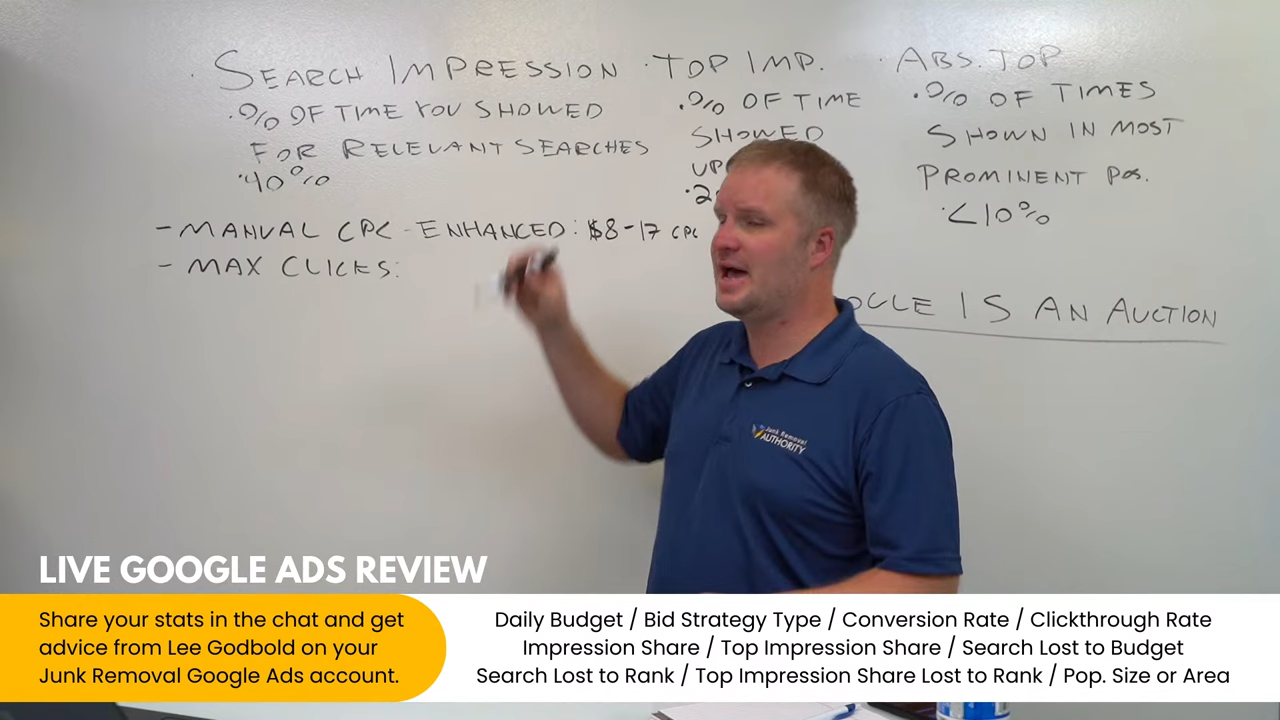 · SEARCH IMPRESSION
·% OF TIME YOU SHOWED
FOR RELEVANT SEARCHES
·40%
· TOP IMP.
·% OF TIME
SHOWED
·2
· ABS. TOP
·% OF TIMES
SHOWN IN MOST
PROMINENT POS.
·<10%
- MANUAL CPC - ENHANCED: $8-17 CPC
- MAX CLICKS:
IS AN AUCTION
Junk Removal
AUTHORITY
LIVE GOOGLE ADS REVIEW
Share your stats in the chat and get
advice from Lee Godbold on your
Junk Removal Google Ads account.
Daily Budget / Bid Strategy Type / Conversion Rate / Clickthrough Rate
Impression Share / Top Impression Share / Search Lost to Budget
Search Lost to Rank / Top Impression Share Lost to Rank / Pop. Size or Area